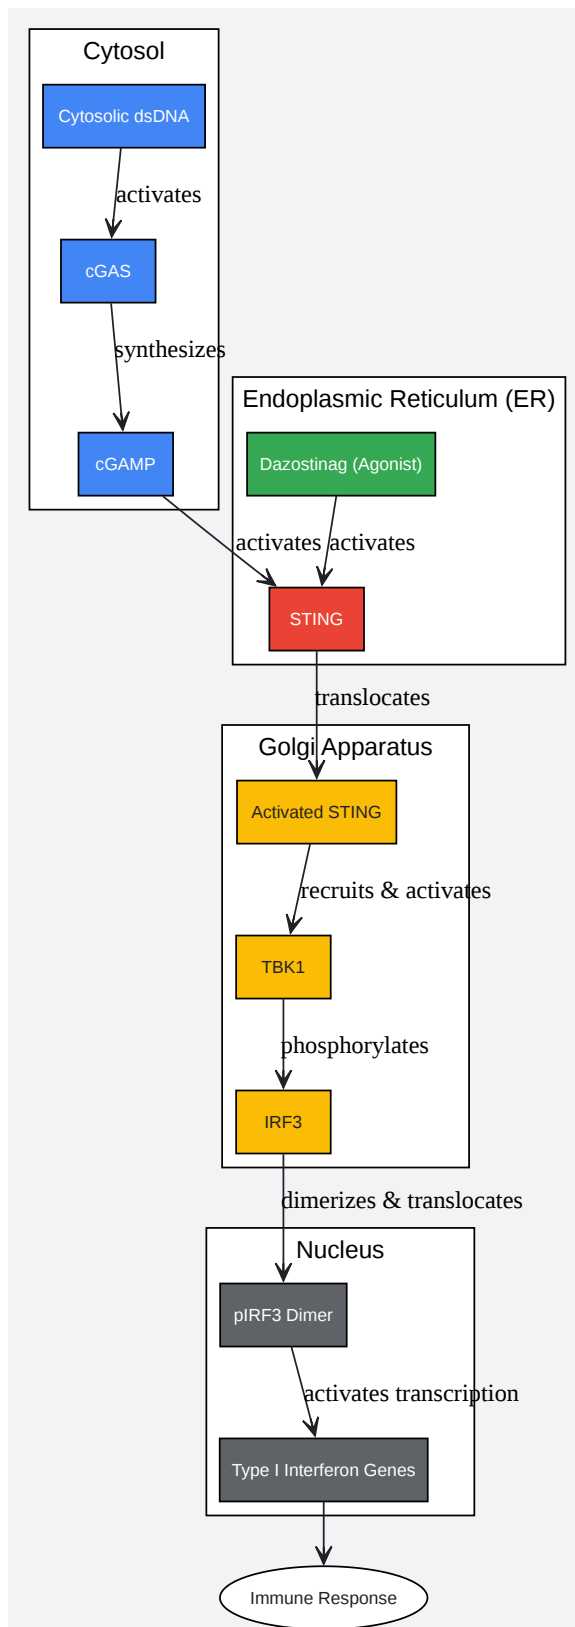 Cytosol
Cytosolic dsDNA
activates
cGAS
synthesizes
cGAMP
Endoplasmic Reticulum (ER)
Dazostinag (Agonist)
activates
activates
STING
translocates
Golgi Apparatus
Activated STING
recruits & activates
TBK1
phosphorylates
IRF3
dimerizes & translocates
Nucleus
pIRF3 Dimer
activates transcription
Type I Interferon Genes
Immune Response